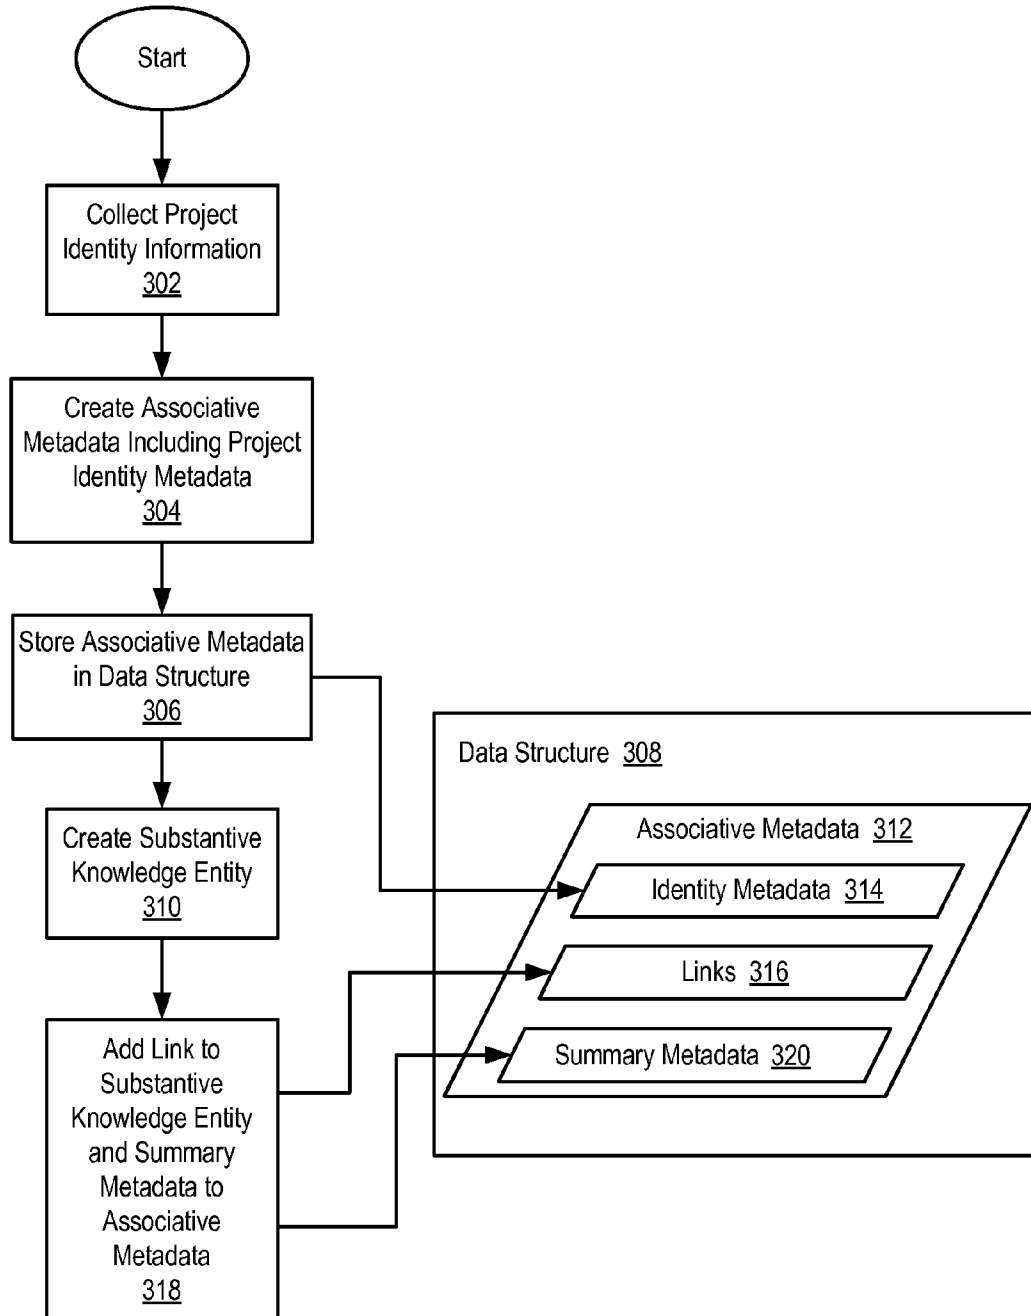 Start
Collect Project
Identity Information
302
Create Associative
Metadata Including Project
Identity Metadata
304
Store Associative Metadata
in Data Structure
306
Create Substantive
Knowledge Entity
310
Add Link to
Substantive
Knowledge Entity
and Summary
Metadata to
Associative
Metadata
318
Data Structure 308
Associative Metadata 312
Identity Metadata 314
Links 316
Summary Metadata 320